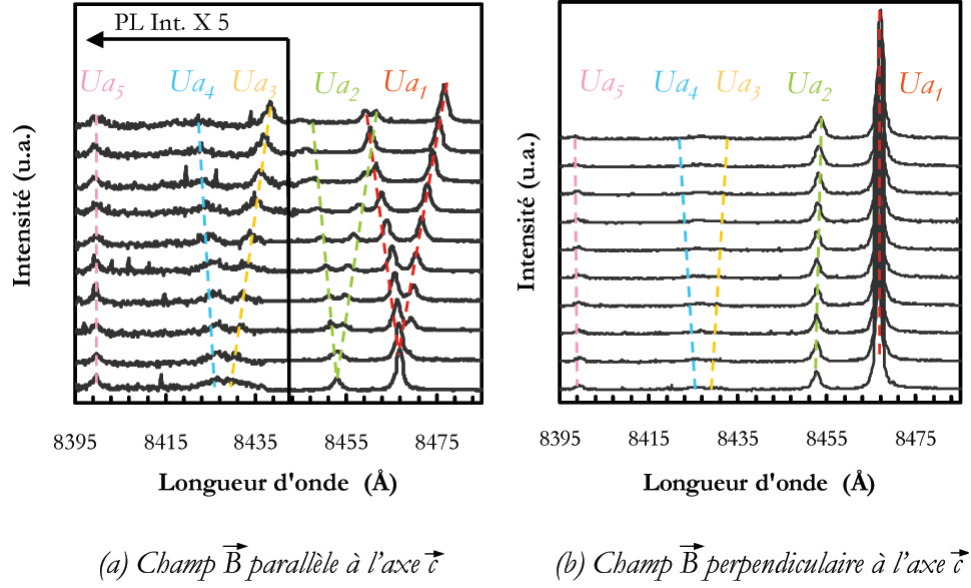 PL Int. X 5
Ua5 Ua4 Ua3 Ua2 Ua1
Intensité (u.a.)
8395 8415 8435 8455 8475
Longueur d'onde (Å)
(a) Champ B parallèle à l'axe c
Ua5 Ua4 Ua3 Ua2 Ua1
Intensité (u.a.)
8395 8415 8435 8455 8475
Longueur d'onde (Å)
(b) Champ B perpendiculaire à l'axe c